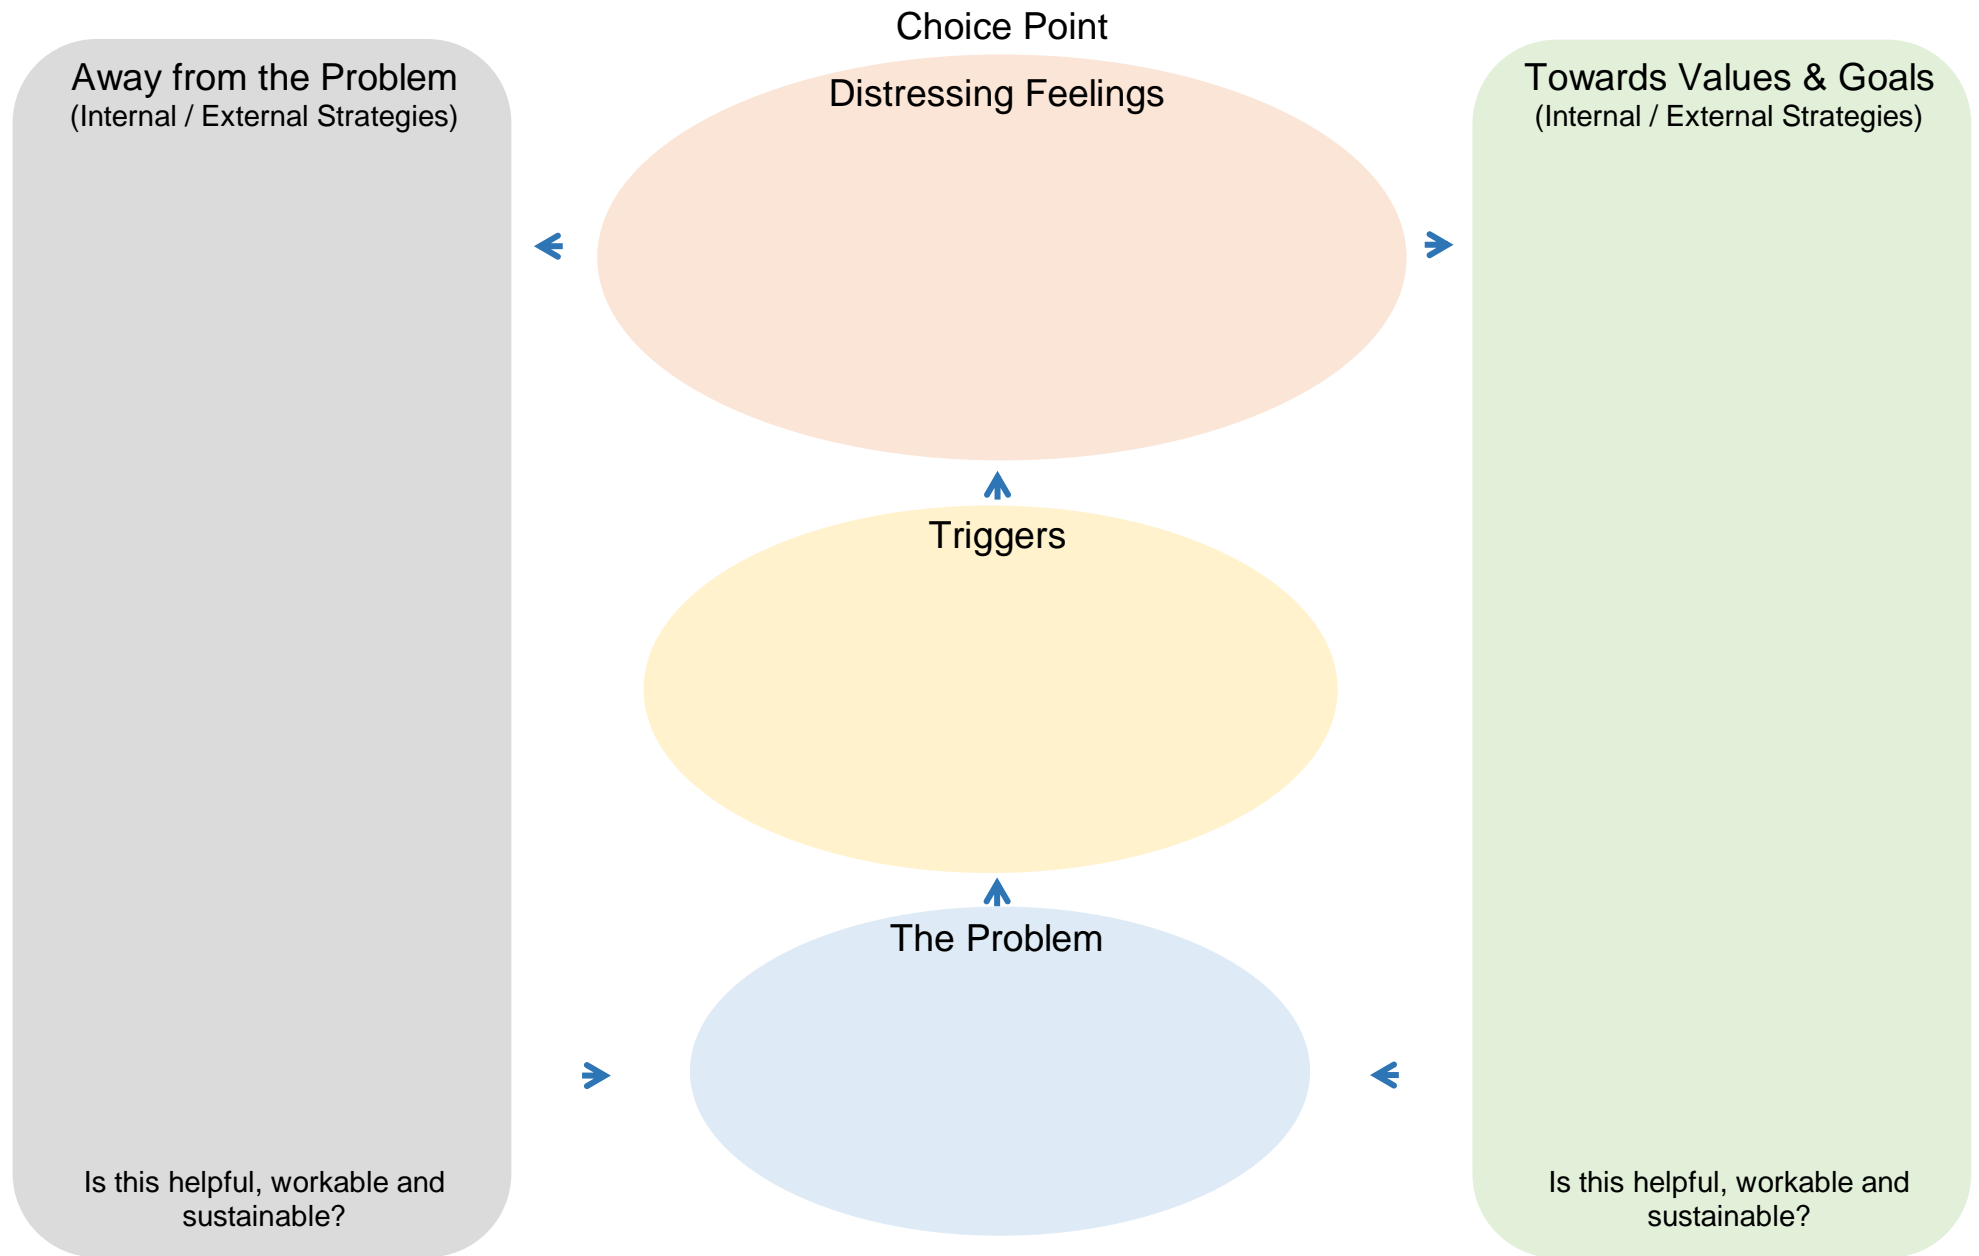 Choice Point
Away from the Problem
(Internal / External Strategies)
Distressing Feelings
Towards Values & Goals
(Internal / External Strategies)
Triggers
The Problem
Is this helpful, workable and
sustainable?
Is this helpful, workable and
sustainable?